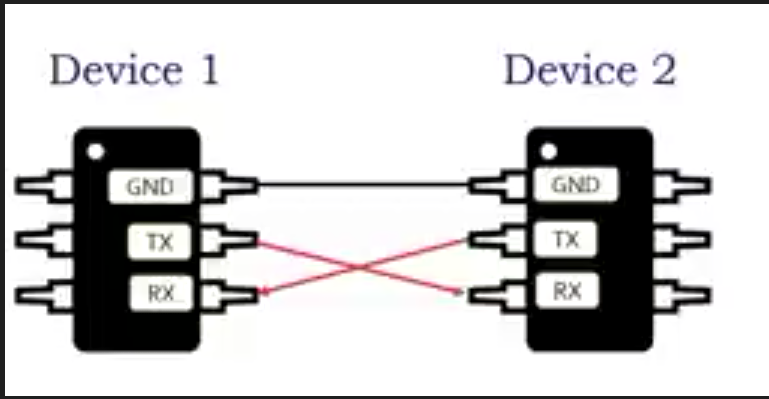 Device 1
Device 2
GND
GND
TX
TX
RX
RX